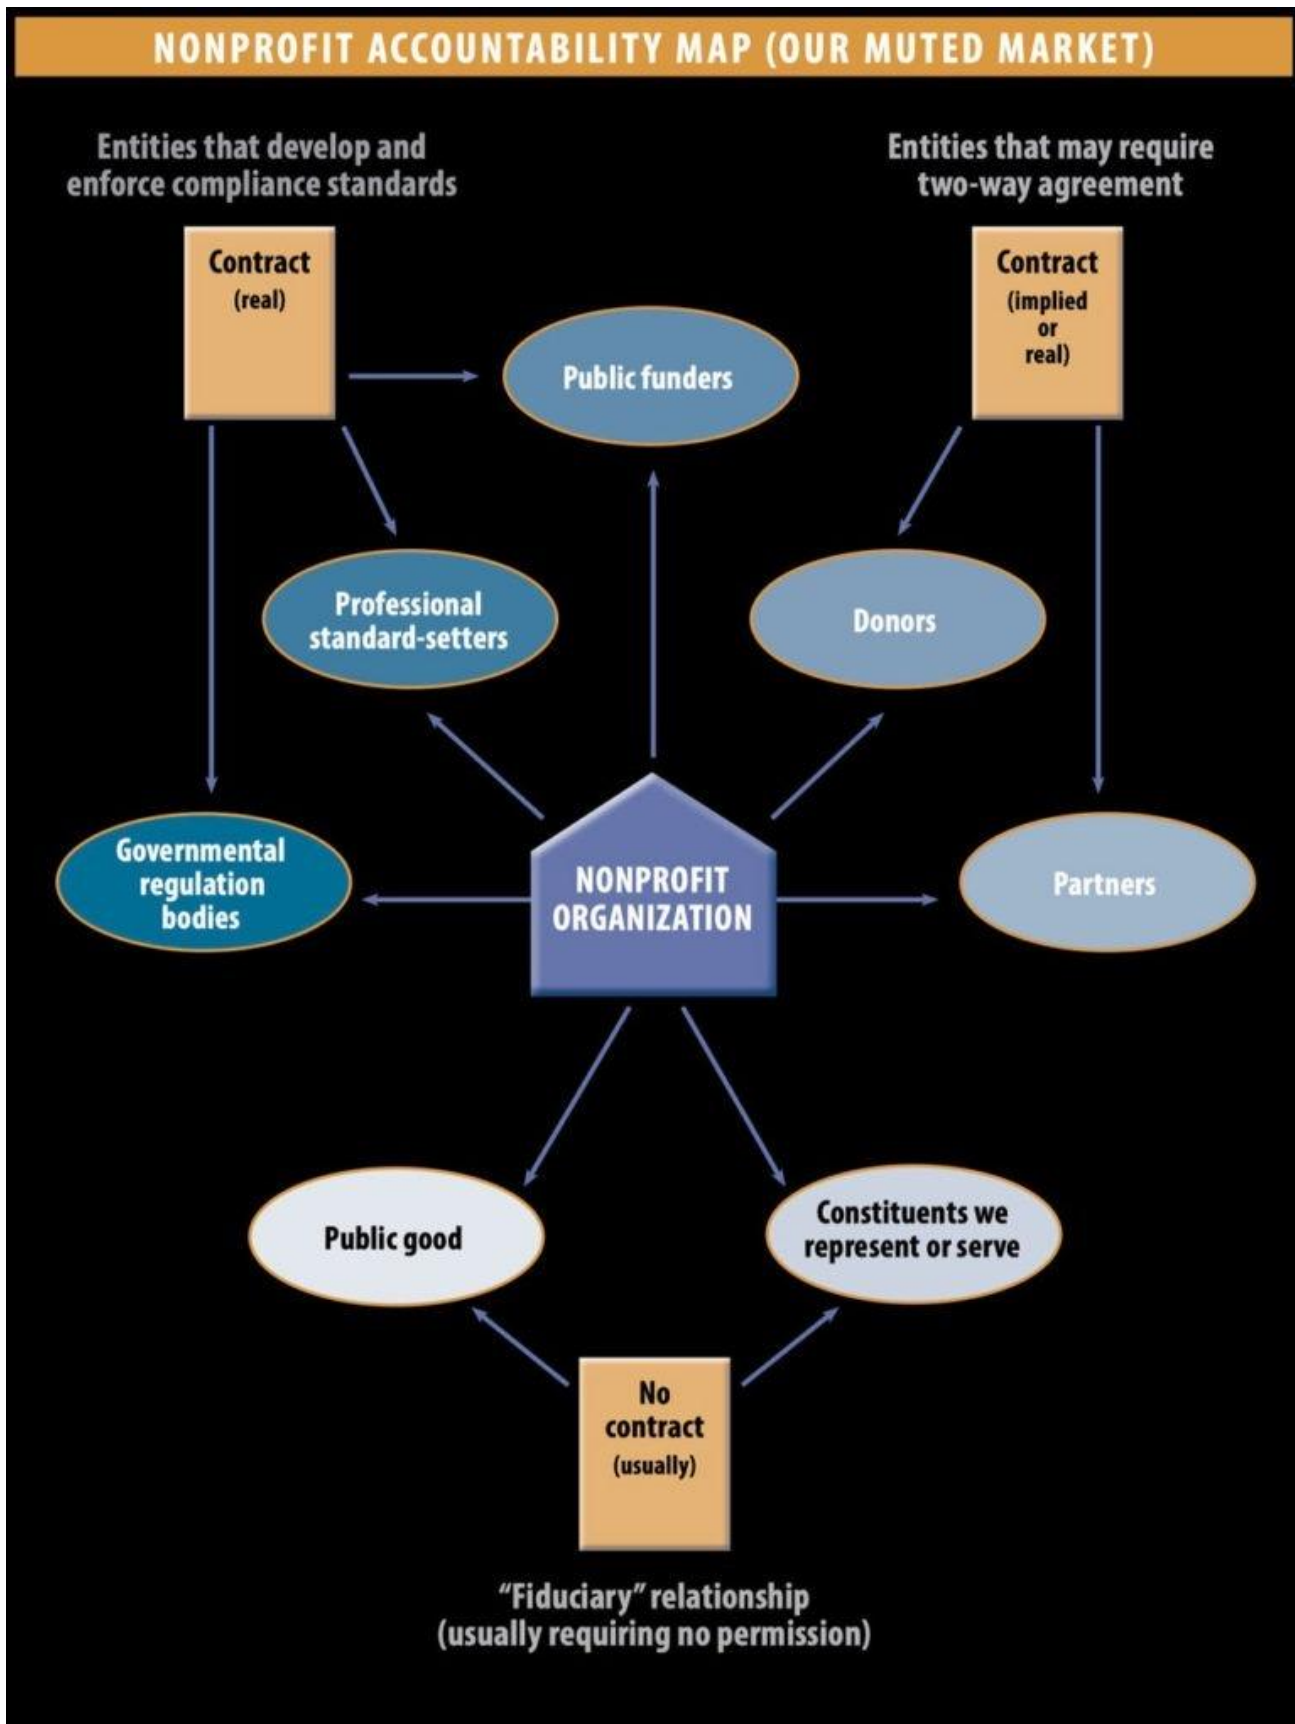 NONPROFIT ACCOUNTABILITY MAP (OUR MUTED MARKET)
Entities that develop and
enforce compliance standards
Entities that may require
two-way agreement
Contract
(real)
Contract
(implied
or
real)
Public funders
Professional
standard-setters
Donors
Governmental
regulation
bodies
NONPROFIT
ORGANIZATION
Partners
Public good
Constituents we
represent or serve
No
contract
(usually)
“Fiduciary” relationship
(usually requiring no permission)